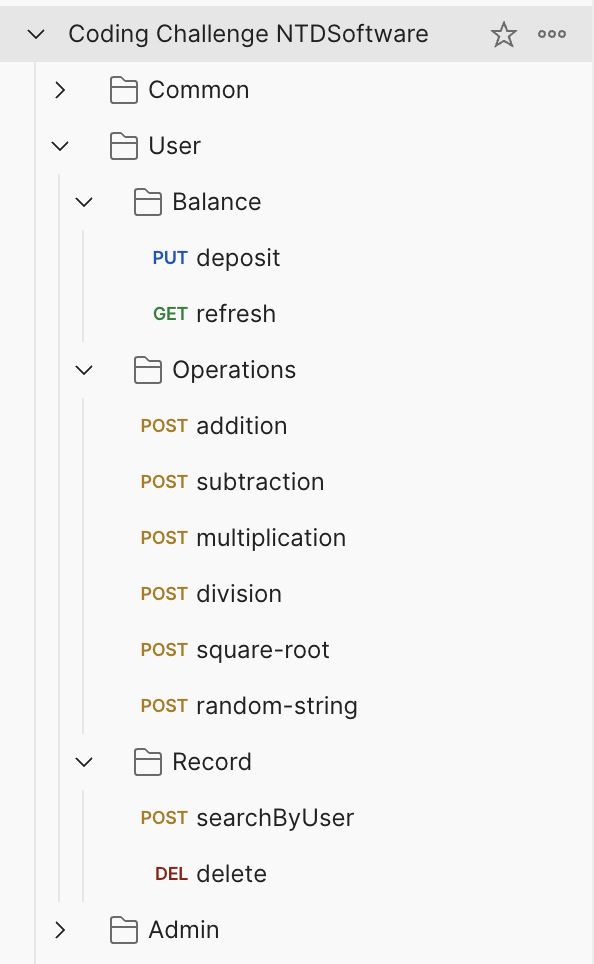 Coding Challenge NTDSoftware
Common
User
Balance
PUT deposit
GET refresh
Operations
POST addition
POST subtraction
POST multiplication
POST division
POST square-root
POST random-string
Record
POST searchByUser
DEL delete
Admin